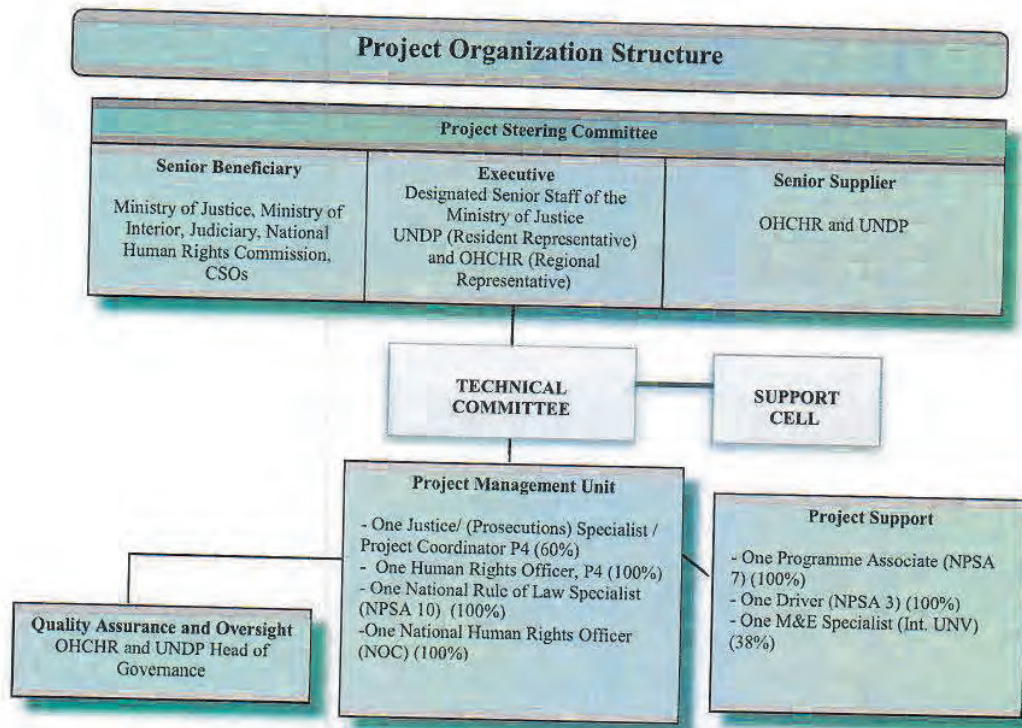 Project Organization Structure
Project Steering Committee
Senior Beneficiary
Ministry of Justice, Ministry of
Interior, Judiciary, National
Human Rights Commission,
CSOs
Executive
Designated Senior Staff of the
Ministry of Justice
UNDP (Resident Representative)
and OHCHR (Regional
Representative)
Senior Supplier
OHCHR and UNDP
TECHNICAL
COMMITTEE
SUPPORT
CELL
Project Management Unit
- One Justice/ (Prosecutions) Specialist /
Project Coordinator P4 (60%)
- One Human Rights Officer, P4 (100%)
- One National Rule of Law Specialist
(NPSA 10) (100%)
-One National Human Rights Officer
(NOC) (100%)
Project Support
- One Programme Associate (NPSA
7) (100%)
- One Driver (NPSA 3) (100%)
- One M&E Specialist (Int. UNV)
(38%)
Quality Assurance and Oversight
OHCHR and UNDP Head of
Governance